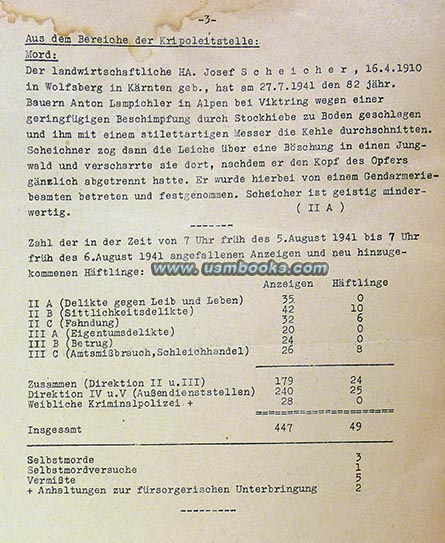 -3-
Aus dem Bereiche der Kripoleitstelle:
Mord:
Der landwirtschaftliche HA. Josef S c h e i c h e r , 16.4.1910
in Wolfsberg in Kärnten geb., hat am 27.7.1941 den 82 jähr.
Bauern Anton Lampichler in Alpen bei Viktring wegen einer
geringfügigen Beschimpfung durch Stockhiebe zu Boden geschlagen
und ihm mit einem stilettartigen Messer die Kehle durchschnitten.
Scheichner zog dann die Leiche über eine Böschung in einen Jung-
wald und verscharrte sie dort, nachdem er den Kopf des Opfers
gänzlich abgetrennt hatte. Er wurde hierbei von einem Gendarmerie-
beamten betreten und festgenommen. Scheicher ist geistig minder-
wertig. ( II A )
-------
Zahl der in der Zeit von 7 Uhr früh des 5.August 1941 bis 7 Uhr
früh des 6.August 1941 angefallenen Anzeigen und neu hinzuge-
kommenen Häftlinge:
www.usmbooks.com
Anzeigen Häftlinge
II A (Delikte gegen Leib und Leben) 35 0
II B (Sittlichkeitsdelikte) 42 10
II C (Fahndung) 32 6
III A (Eigentumsdelikte) 20 0
III B (Betrug) 24 0
III C (Amtsmißbrauch,Schleichhandel) 26 8
Zusammen (Direktion II u.III) 179 24
Direktion IV u.V (Außendienststellen) 240 25
Weibliche Kriminalpolizei + 28 0
Insgesamt 447 49
Selbstmorde 3
Selbstmordversuche 1
Vermißte 5
+ Anhaltungen zur fürsorgerischen Unterbringung 2
---------